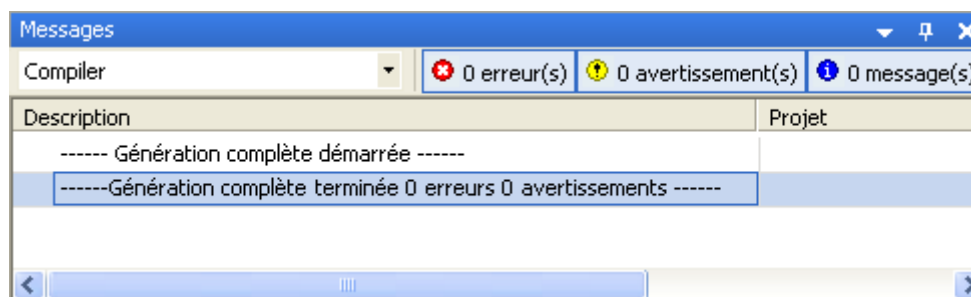 Messages
Compiler 0 erreur(s) 0 avertissement(s) 0 message(s)
Description Projet
------ Génération complète démarrée ------
------Génération complète terminée 0 erreurs 0 avertissements ------